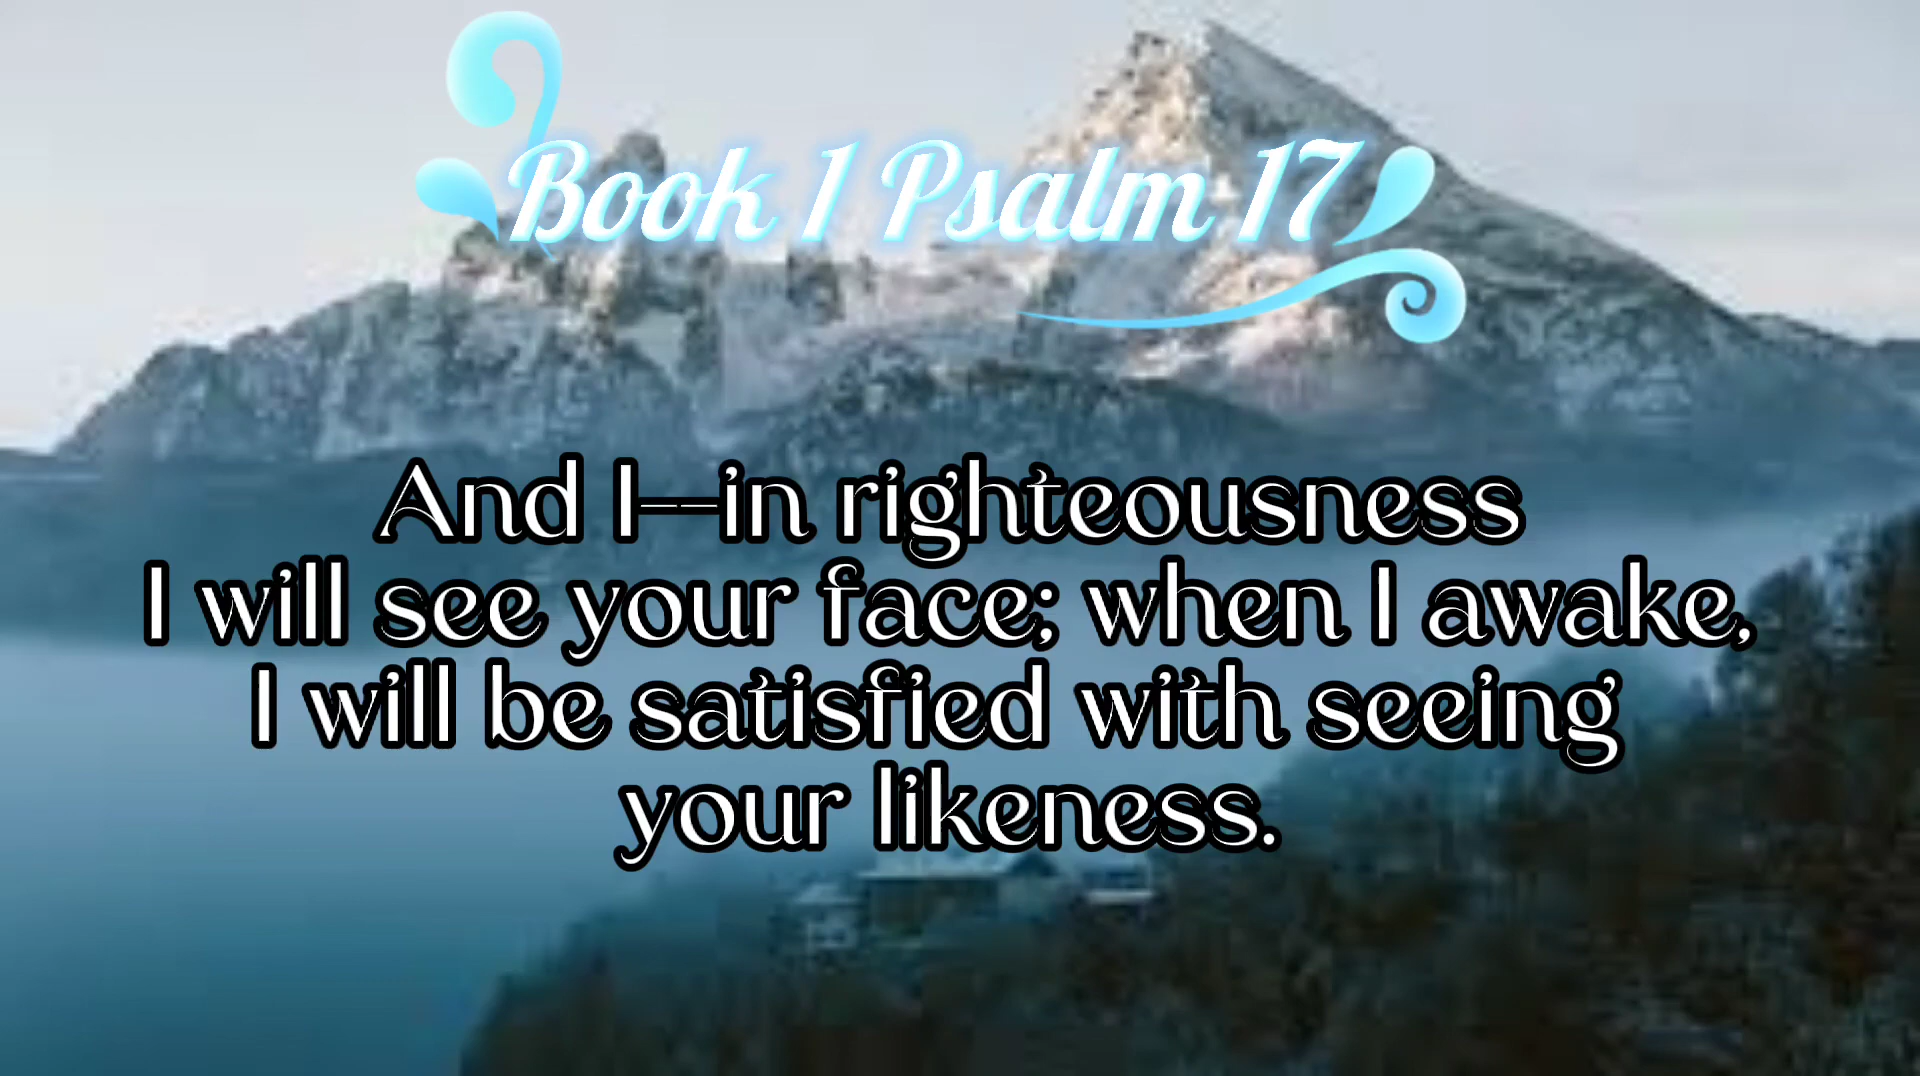 Book 1 Psalm 17
And I--in righteousness
I will see your face; when I awake,
I will be satisfied with seeing
your likeness.